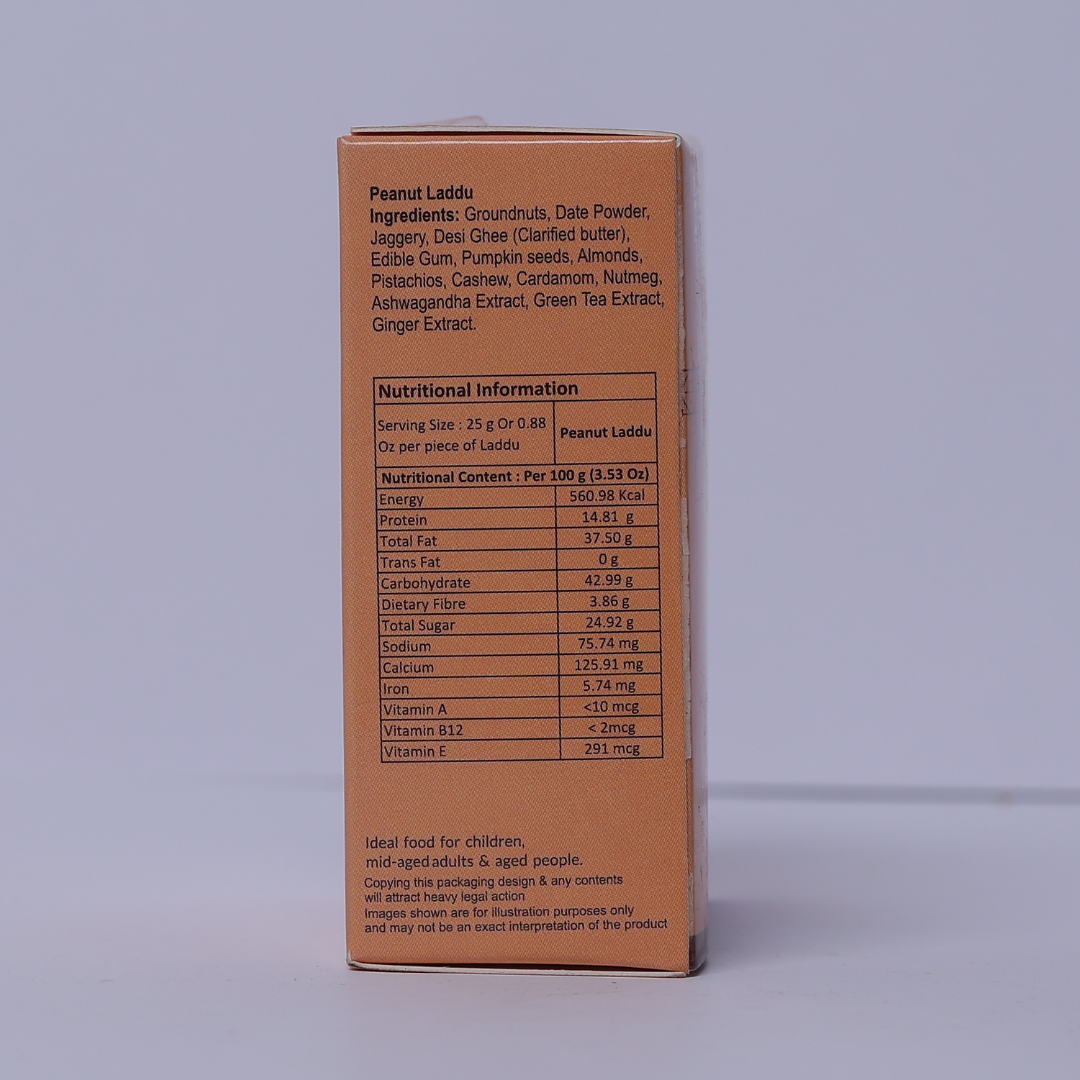 Peanut Laddu
Ingredients: Groundnuts, Date Powder,
Jaggery, Desi Ghee (Clarified butter),
Edible Gum, Pumpkin seeds, Almonds,
Pistachios, Cashew, Cardamom, Nutmeg,
Ashwagandha Extract, Green Tea Extract,
Ginger Extract.
Nutritional Information
Serving Size : 25 g Or 0.88
Oz per piece of Laddu
Peanut Laddu
Nutritional Content : Per 100 g (3.53 Oz)
Energy 560.98 Kcal
Protein 14.81 g
Total Fat 37.50 g
Trans Fat 0 g
Carbohydrate 42.99 g
Dietary Fibre 3.86 g
Total Sugar 24.92 g
Sodium 75.74 mg
Calcium 125.91 mg
Iron 5.74 mg
Vitamin A <10 mcg
Vitamin B12 < 2mcg
Vitamin E 291 mcg
Ideal food for children,
mid-aged adults & aged people.
Copying this packaging design & any contents
will attract heavy legal action
Images shown are for illustration purposes only
and may not be an exact interpretation of the product